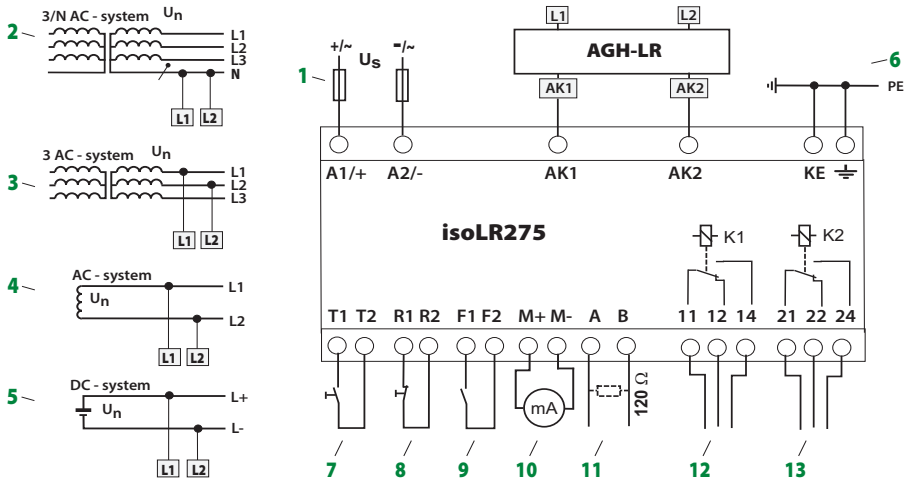 2
3/N AC - system Un
L1
L2
L3
N
L1 L2
3
3 AC - system Un
L1
L2
L3
L1 L2
4
AC - system
Un
L1
L2
L1 L2
5
DC - system
Un
L+
L-
L1 L2
1
+/~ Us -/~
L1 L2
AGH-LR
AK1 AK2
6
PE
A1/+ A2/- AK1 AK2 KE
isoLR275
K1 K2
T1 T2 R1 R2 F1 F2 M+ M- A B 11 12 14 21 22 24
mA
120 Ω
7 8 9 10 11 12 13